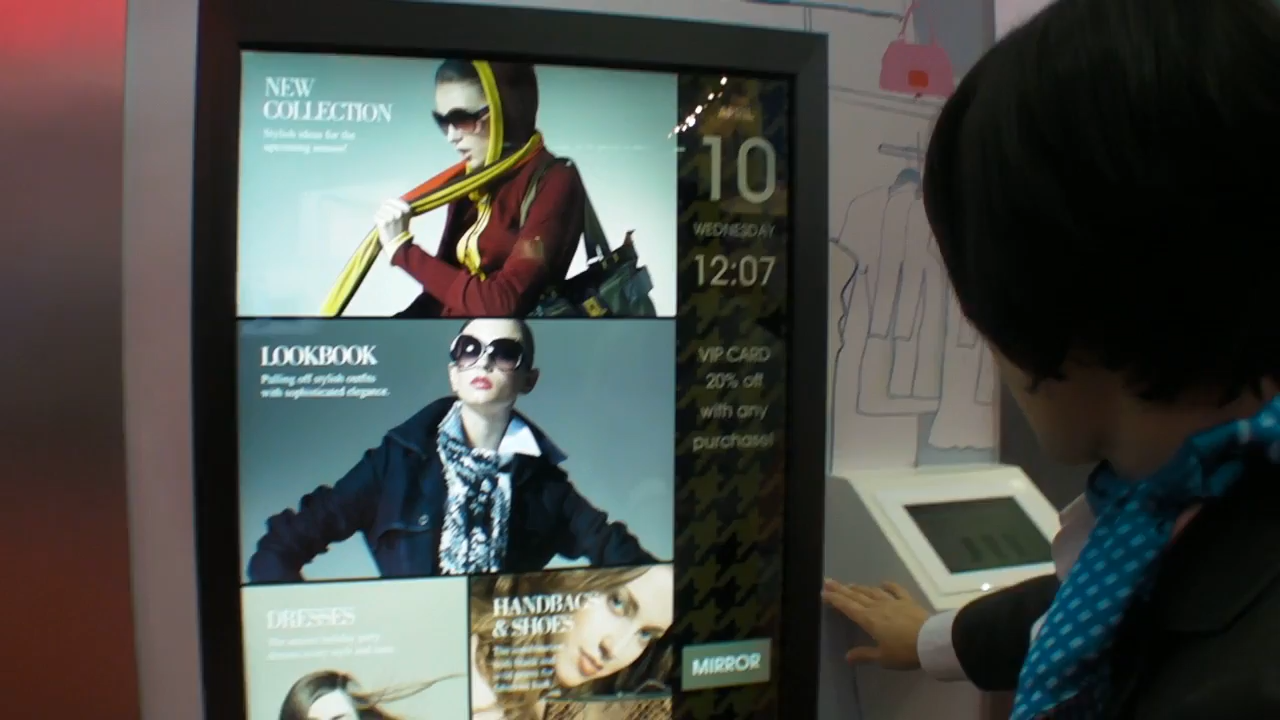 NEW
COLLECTION
Stylish ideas for the
upcoming season!
LOOKBOOK
Pulling off stylish outfits
with sophisticated elegance.
DRESSES
HANDBAGS
& SHOES
APRIL
10
WEDNESDAY
12:07
VIP CARD
20% off
with any
purchase!
MIRROR